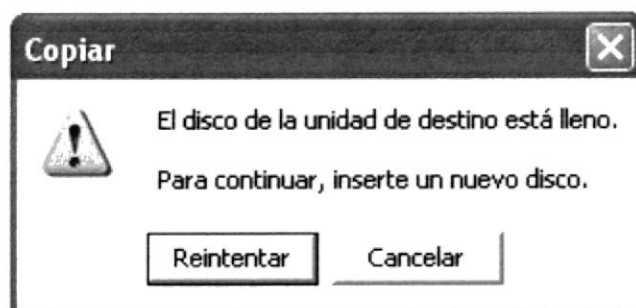 Copiar
El disco de la unidad de destino está lleno.
Para continuar, inserte un nuevo disco.
Reintentar Cancelar